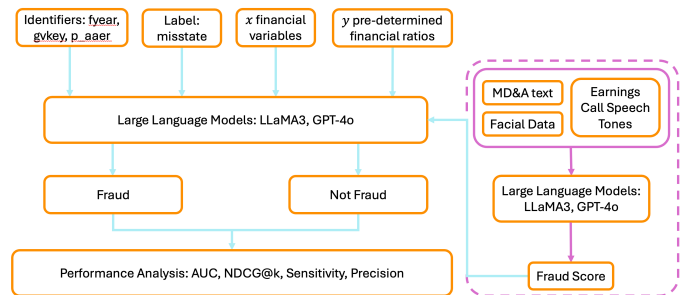 Identifiers: fyear,
gvkey, p_aaer
Label:
misstate
𝑥 financial
variables
𝑦 pre-determined
financial ratios
Large Language Models: LLaMA3, GPT-4o
Fraud
Not Fraud
Performance Analysis: AUC, NDCG@k, Sensitivity, Precision
MD&A text
Facial Data
Earnings
Call Speech
Tones
Large Language Models:
LLaMA3, GPT-4o
Fraud Score